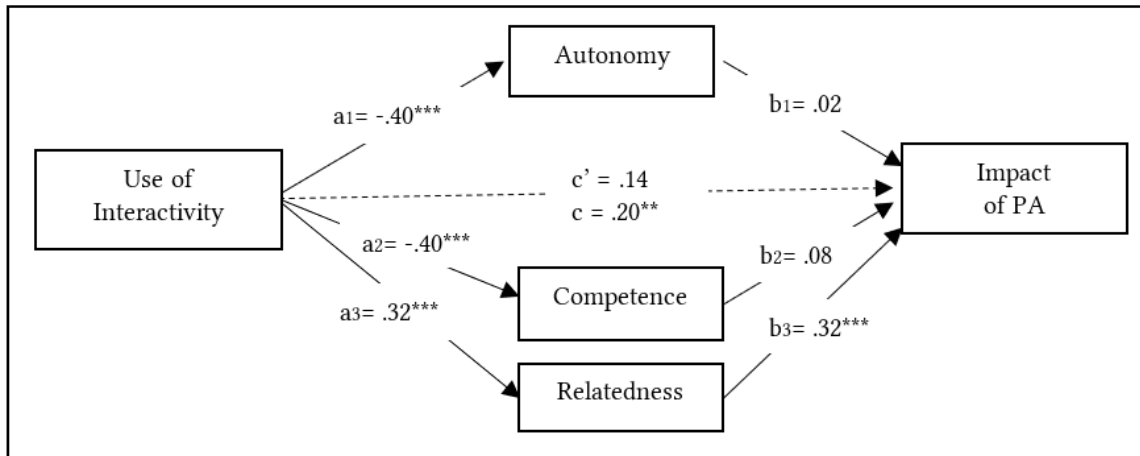 Autonomy
a1= -.40***
b1= .02
Use of
Interactivity
c’ = .14
c = .20**
Impact
of PA
a2= -.40***
b2= .08
Competence
a3= .32***
b3= .32***
Relatedness